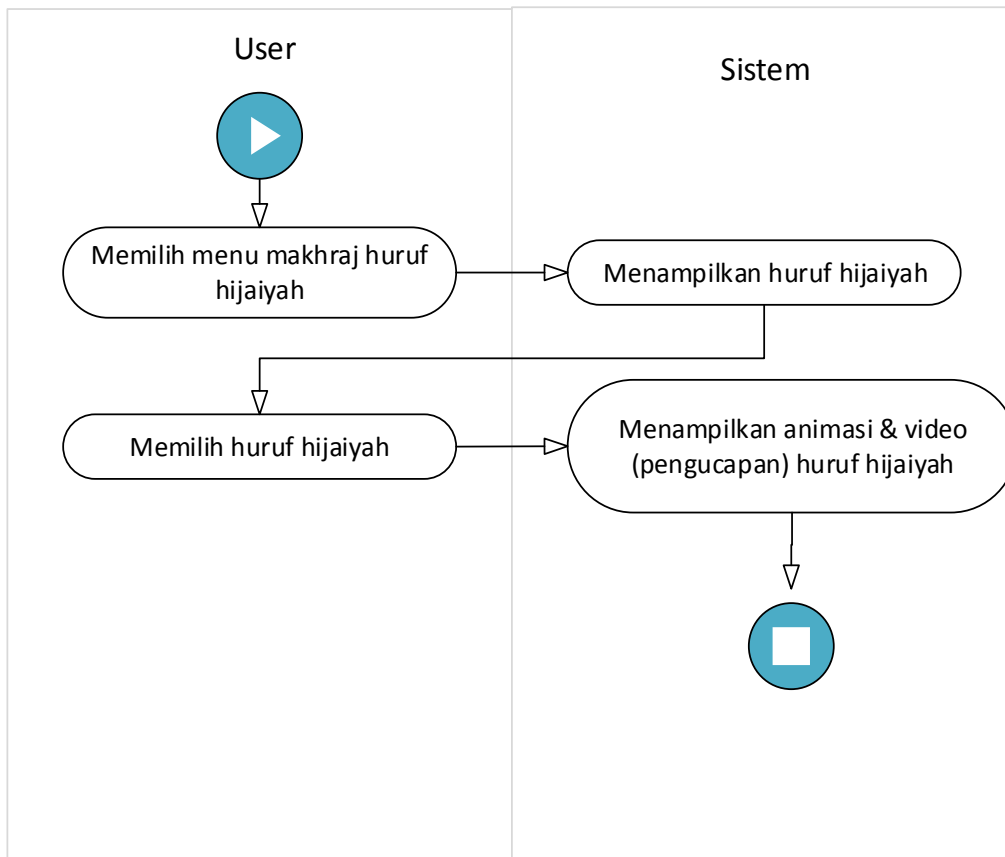 User
Sistem
Memilih menu makhraj huruf
hijaiyah
Menampilkan huruf hijaiyah
Memilih huruf hijaiyah
Menampilkan animasi & video
(pengucapan) huruf hijaiyah